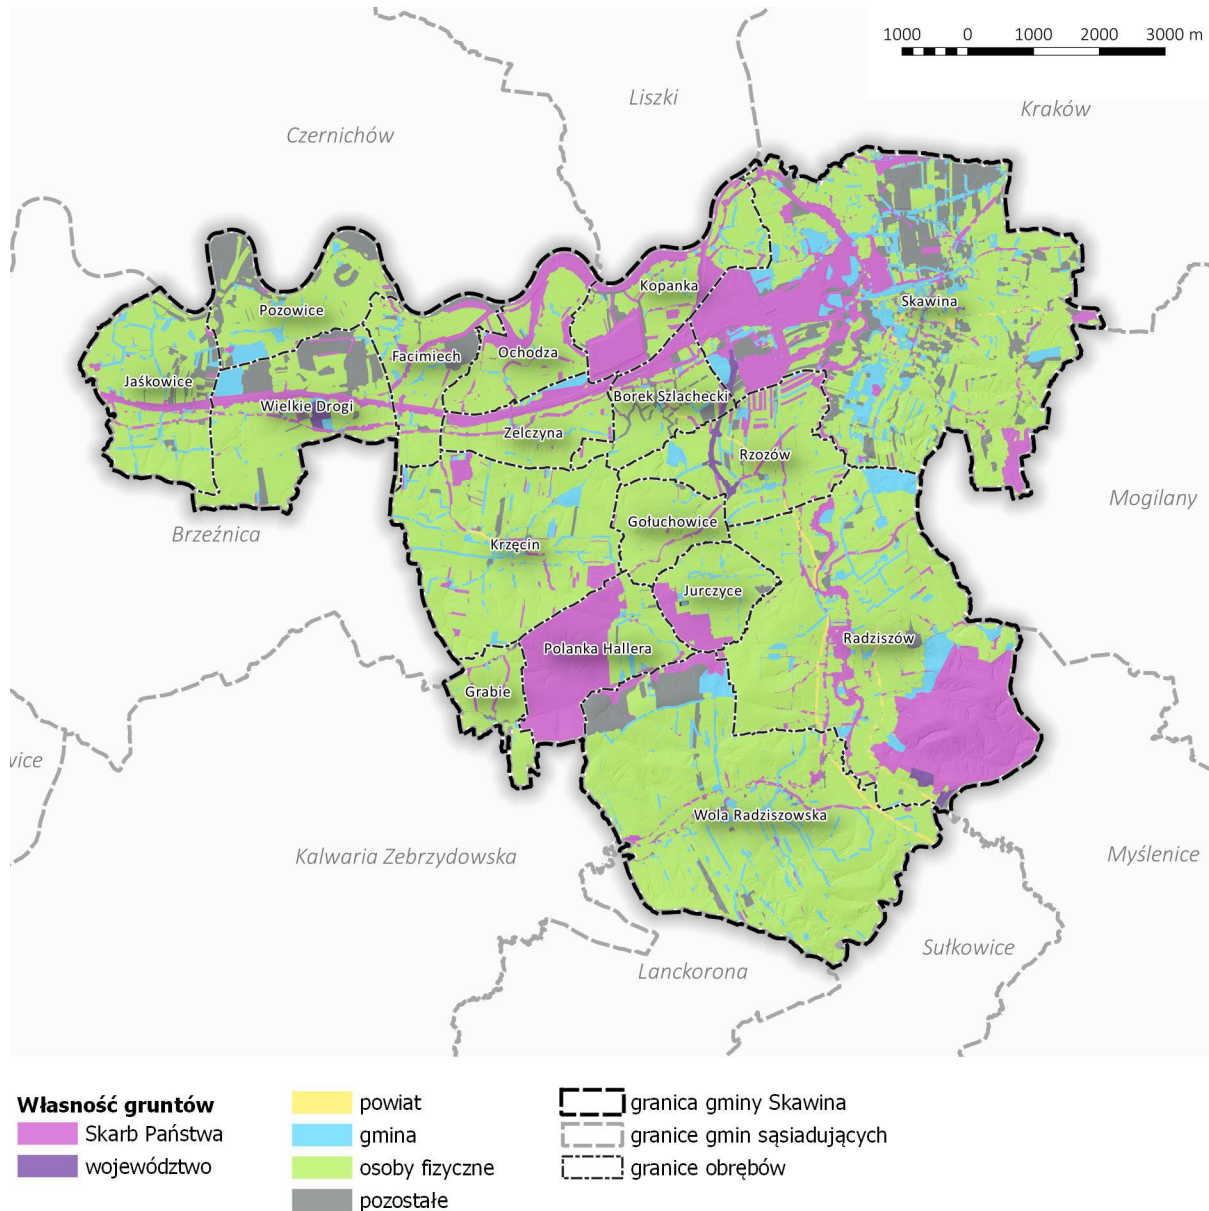 1000 0 1000 2000 3000 m
Liszki
Kraków
Czernichów
Kopanka
Skawina
Pozowice
Facimiech
Ochodza
Jaśkowice
Borek Szlachecki
Wielkie Drogi
Zelczyna
Rzozów
Mogilany
Gołuchowice
Brzeźnica
Krzęcin
Jurczyce
Radziszów
Polanka Hallera
Grabie
wice
Wola Radziszowska
Kalwaria Zebrzydowska
Myślenice
Sułkowice
Lanckorona
Własność gruntów
Skarb Państwa
województwo
powiat
gmina
osoby fizyczne
pozostałe
granica gminy Skawina
granice gmin sąsiadujących
granice obrębów